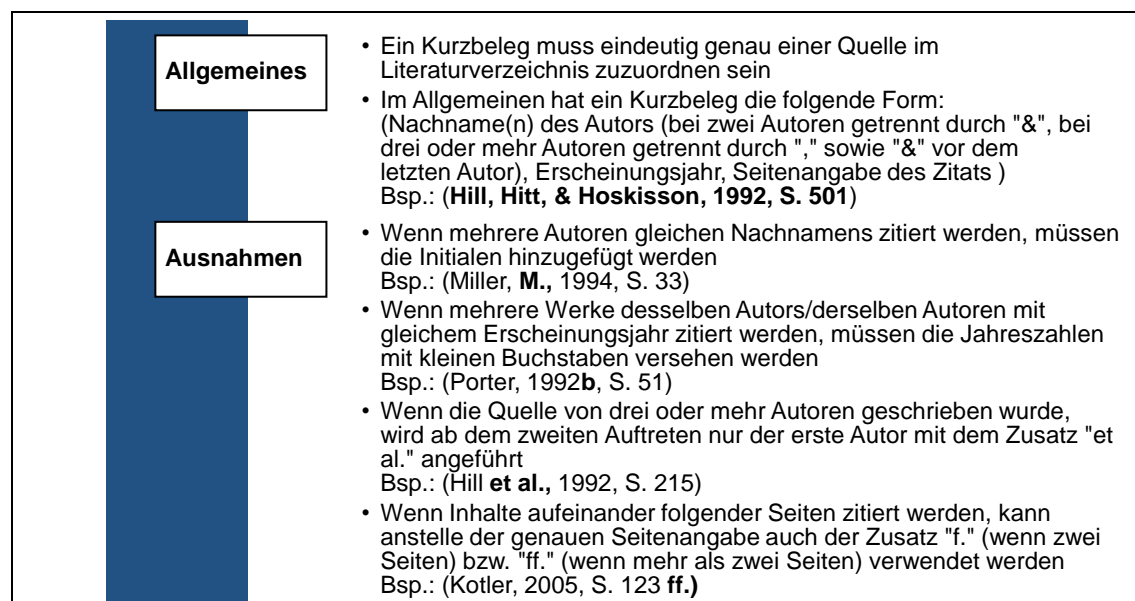 Allgemeines
• Ein Kurzbeleg muss eindeutig genau einer Quelle im
Literaturverzeichnis zuzuordnen sein
• Im Allgemeinen hat ein Kurzbeleg die folgende Form:
(Nachname(n) des Autors (bei zwei Autoren getrennt durch "&", bei
drei oder mehr Autoren getrennt durch "," sowie "&" vor dem
letzten Autor), Erscheinungsjahr, Seitenangabe des Zitats )
Bsp.: (Hill, Hitt, & Hoskisson, 1992, S. 501)
Ausnahmen
• Wenn mehrere Autoren gleichen Nachnamens zitiert werden, müssen
die Initialen hinzugefügt werden
Bsp.: (Miller, M., 1994, S. 33)
• Wenn mehrere Werke desselben Autors/derselben Autoren mit
gleichem Erscheinungsjahr zitiert werden, müssen die Jahreszahlen
mit kleinen Buchstaben versehen werden
Bsp.: (Porter, 1992b, S. 51)
• Wenn die Quelle von drei oder mehr Autoren geschrieben wurde,
wird ab dem zweiten Auftreten nur der erste Autor mit dem Zusatz "et
al." angeführt
Bsp.: (Hill et al., 1992, S. 215)
• Wenn Inhalte aufeinander folgender Seiten zitiert werden, kann
anstelle der genauen Seitenangabe auch der Zusatz "f." (wenn zwei
Seiten) bzw. "ff." (wenn mehr als zwei Seiten) verwendet werden
Bsp.: (Kotler, 2005, S. 123 ff.)